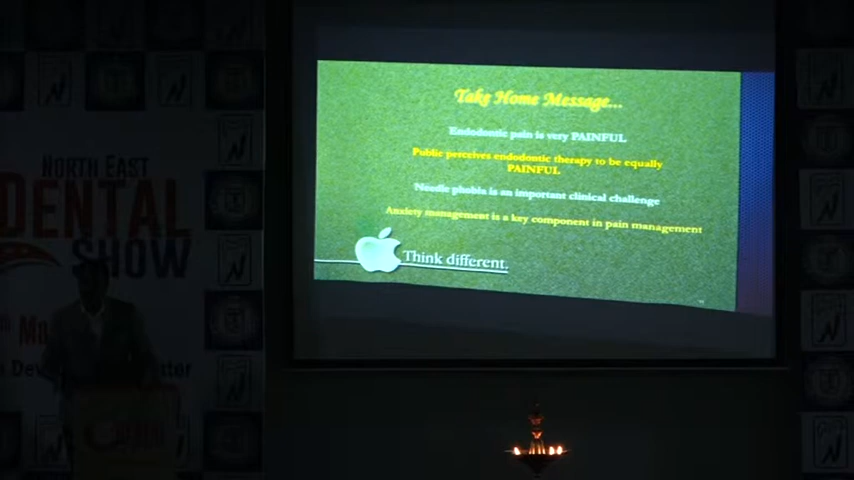 Take Home Message...
Endodontic pain is very PAINFUL
Public perceives endodontic therapy to be equally
PAINFUL
Needle phobia is an important clinical challenge
Anxiety management is a key component in pain management
Think different.
NORTH EAST
DENTAL
SHOW